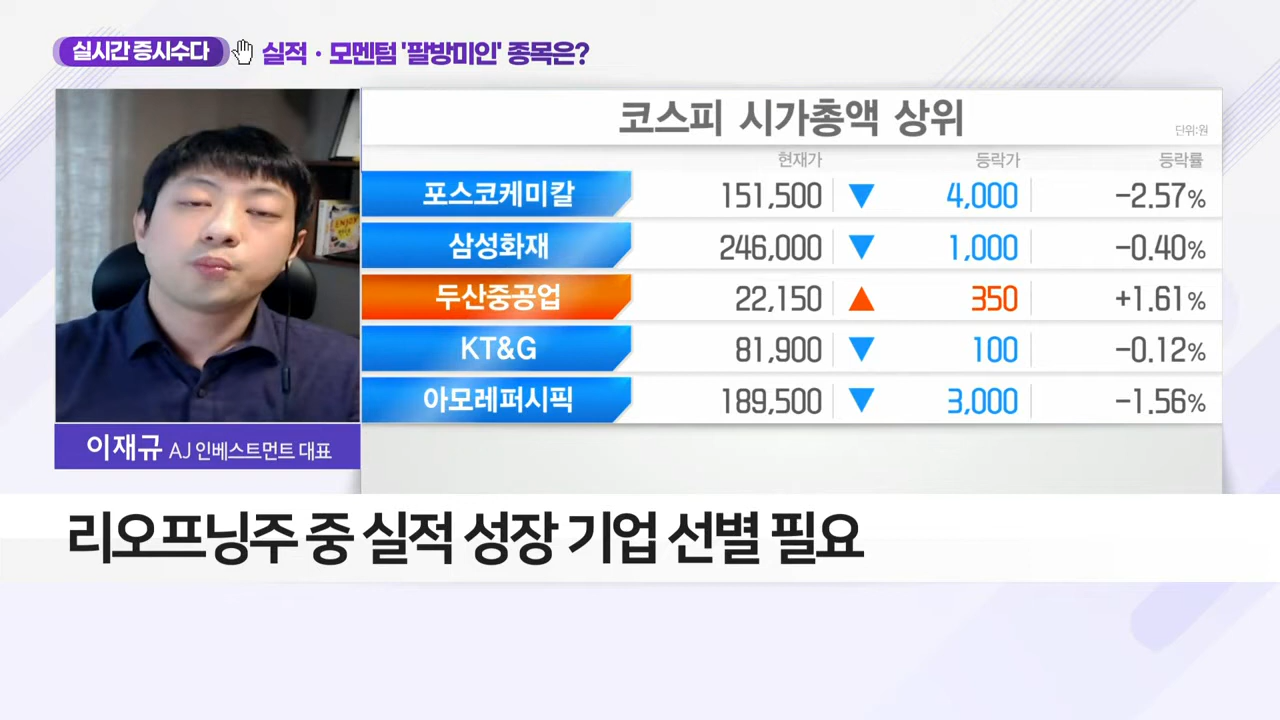 실시간 증시수다 실적·모멘텀 '팔방미인' 종목은?
코스피 시가총액 상위
단위:원
현재가 등락가 등락률
포스코케미칼 151,500 ▼ 4,000 -2.57%
삼성화재 246,000 ▼ 1,000 -0.40%
두산중공업 22,150 ▲ 350 +1.61%
KT&G 81,900 ▼ 100 -0.12%
아모레퍼시픽 189,500 ▼ 3,000 -1.56%
이재규 AJ 인베스트먼트 대표
리오프닝주 중 실적 성장 기업 선별 필요